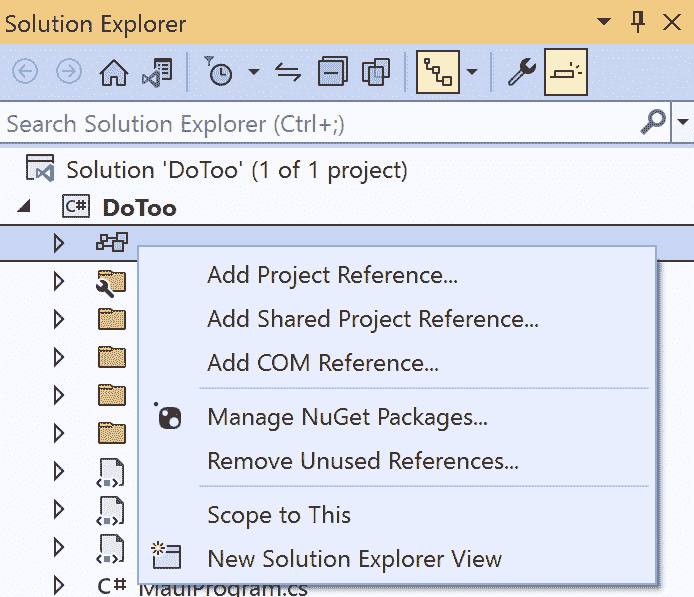 Solution Explorer
Search Solution Explorer (Ctrl+;)
Solution 'DoToo' (1 of 1 project)
C# DoToo
Add Project Reference...
Add Shared Project Reference...
Add COM Reference...
Manage NuGet Packages...
Remove Unused References...
Scope to This
New Solution Explorer View
C# MauiProgram.cs